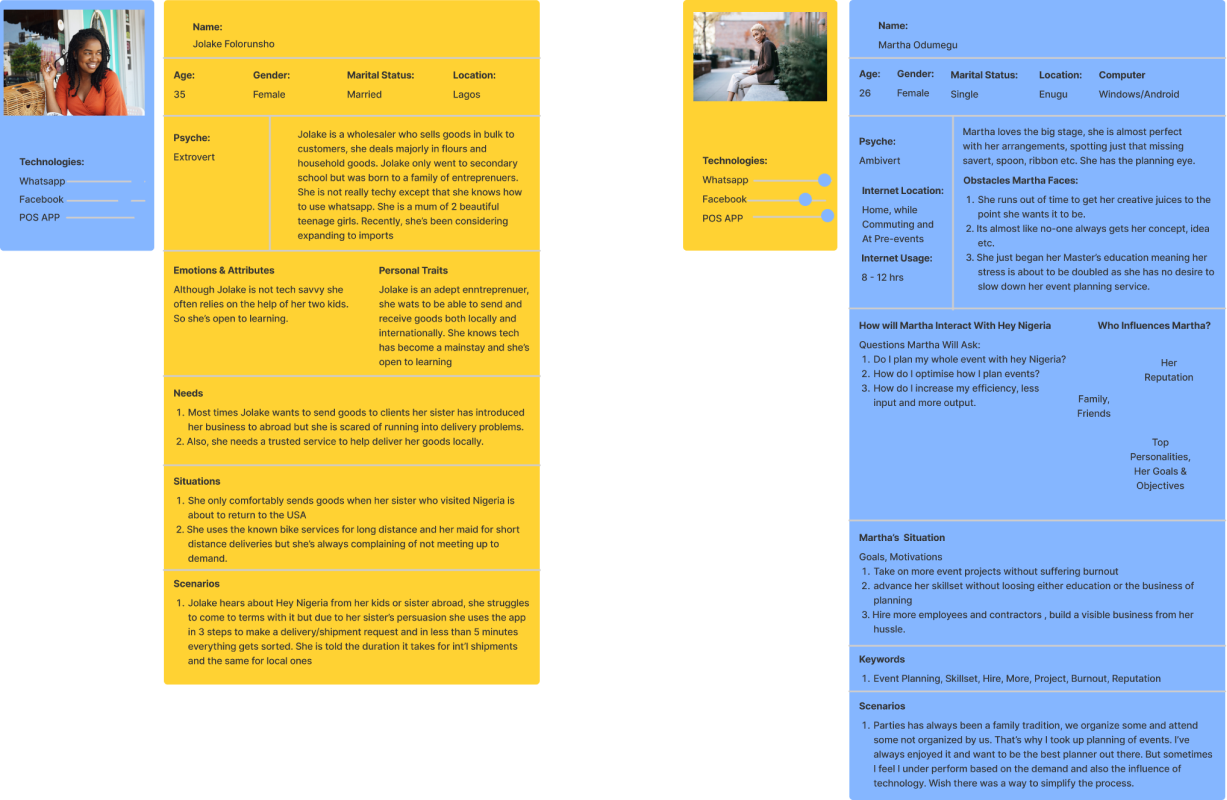 Technologies:
Whatsapp
Facebook
POS APP
Name:
Jolake Folorunsho
Age:
35
Gender:
Female
Marital Status:
Married
Location:
Lagos
Psyche:
Extrovert
Jolake is a wholesaler who sells goods in bulk to
customers, she deals majorly in flours and
household goods. Jolake only went to secondary
school but was born to a family of entreprenuers.
She is not really techy except that she knows how
to use whatsapp. She is a mum of 2 beautiful
teenage girls. Recently, she's been considering
expanding to imports
Emotions & Attributes
Although Jolake is not tech savvy she
often relies on the help of her two kids.
So she's open to learning.
Personal Traits
Jolake is an adept enntreprenuer,
she wats to be able to send and
receive goods both locally and
internationally. She knows tech
has become a mainstay and she's
open to learning
Needs
1. Most times Jolake wants to send goods to clients her sister has introduced
her business to abroad but she is scared of running into delivery problems.
2. Also, she needs a trusted service to help deliver her goods locally.
Situations
1. She only comfortably sends goods when her sister who visited Nigeria is
about to return to the USA
2. She uses the known bike services for long distance and her maid for short
distance deliveries but she's always complaining of not meeting up to
demand.
Scenarios
1. Jolake hears about Hey Nigeria from her kids or sister abroad, she struggles
to come to terms with it but due to her sister's persuasion she uses the app
in 3 steps to make a delivery/shipment request and in less than 5 minutes
everything gets sorted. She is told the duration it takes for int'l shipments
and the same for local ones
Technologies:
Whatsapp
Facebook
POS APP
Name:
Martha Odumegu
Age:
26
Gender:
Female
Marital Status:
Single
Location:
Enugu
Computer
Windows/Android
Psyche:
Ambivert
Internet Location:
Home, while
Commuting and
At Pre-events
Internet Usage:
8 - 12 hrs
Martha loves the big stage, she is almost perfect
with her arrangements, spotting just that missing
savert, spoon, ribbon etc. She has the planning eye.
Obstacles Martha Faces:
1. She runs out of time to get her creative juices to the
point she wants it to be.
2. Its almost like no-one always gets her concept, idea
etc.
3. She just began her Master's education meaning her
stress is about to be doubled as she has no desire to
slow down her event planning service.
How will Martha Interact With Hey Nigeria
Questions Martha Will Ask:
1. Do I plan my whole event with hey Nigeria?
2. How do I optimise how I plan events?
3. How do I increase my efficiency, less
input and more output.
Who Influences Martha?
Her
Reputation
Family,
Friends
Top
Personalities,
Her Goals &
Objectives
Martha's Situation
Goals, Motivations
1. Take on more event projects without suffering burnout
2. advance her skillset without loosing either education or the business of
planning
3. Hire more employees and contractors , build a visible business from her
hussle.
Keywords
1. Event Planning, Skillset, Hire, More, Project, Burnout, Reputation
Scenarios
1. Parties has always been a family tradition, we organize some and attend
some not organized by us. That's why I took up planning of events. I've
always enjoyed it and want to be the best planner out there. But sometimes
I feel I under perform based on the demand and also the influence of
technology. Wish there was a way to simplify the process.